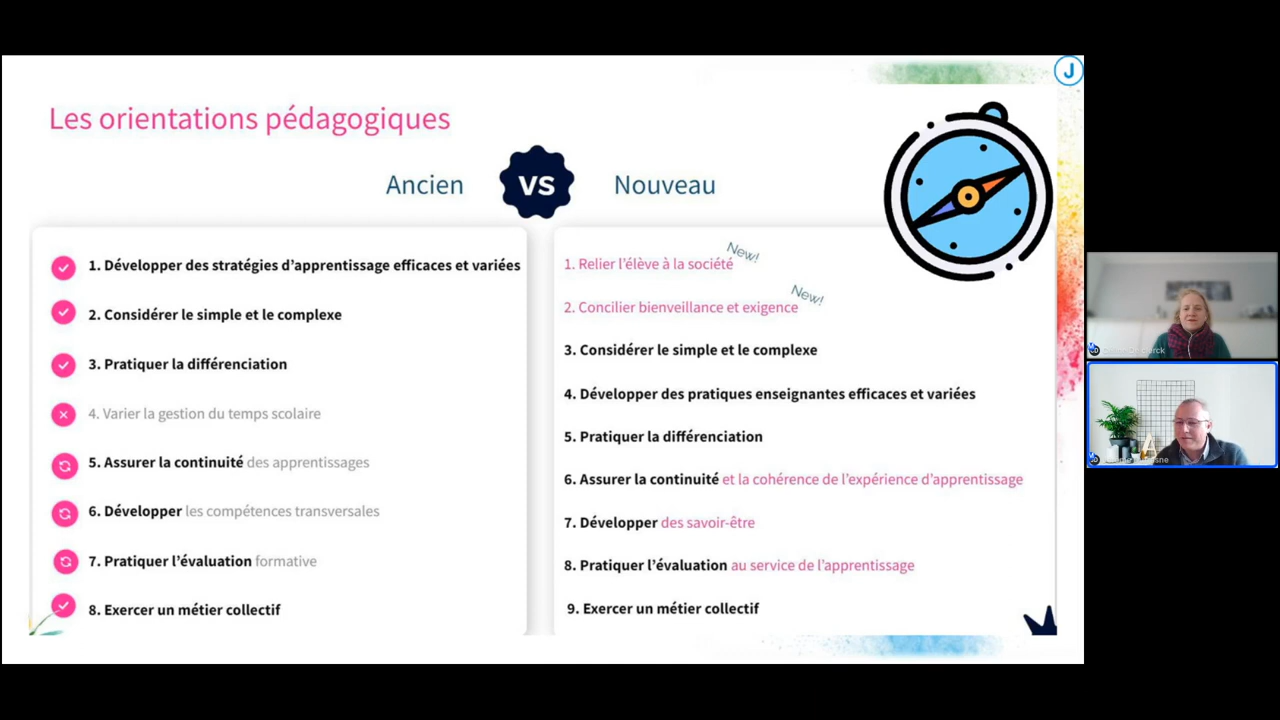 J
Les orientations pédagogiques
Ancien
VS
Nouveau
1. Développer des stratégies d'apprentissage efficaces et variées
2. Considérer le simple et le complexe
3. Pratiquer la différenciation
4. Varier la gestion du temps scolaire
5. Assurer la continuité des apprentissages
6. Développer les compétences transversales
7. Pratiquer l'évaluation formative
8. Exercer un métier collectif
New!
1. Relier l'élève à la société
New!
2. Concilier bienveillance et exigence
3. Considérer le simple et le complexe
4. Développer des pratiques enseignantes efficaces et variées
5. Pratiquer la différenciation
6. Assurer la continuité et la cohérence de l'expérience d'apprentissage
7. Développer des savoir-être
8. Pratiquer l'évaluation au service de l'apprentissage
9. Exercer un métier collectif